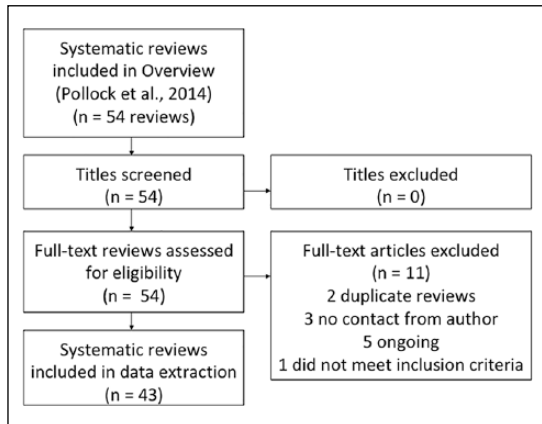 Systematic reviews
included in Overview
(Pollock et al., 2014)
(n = 54 reviews)
Titles screened
(n = 54)
Titles excluded
(n = 0)
Full-text reviews assessed
for eligibility
(n = 54)
Full-text articles excluded
(n = 11)
2 duplicate reviews
3 no contact from author
5 ongoing
1 did not meet inclusion criteria
Systematic reviews
included in data extraction
(n = 43)